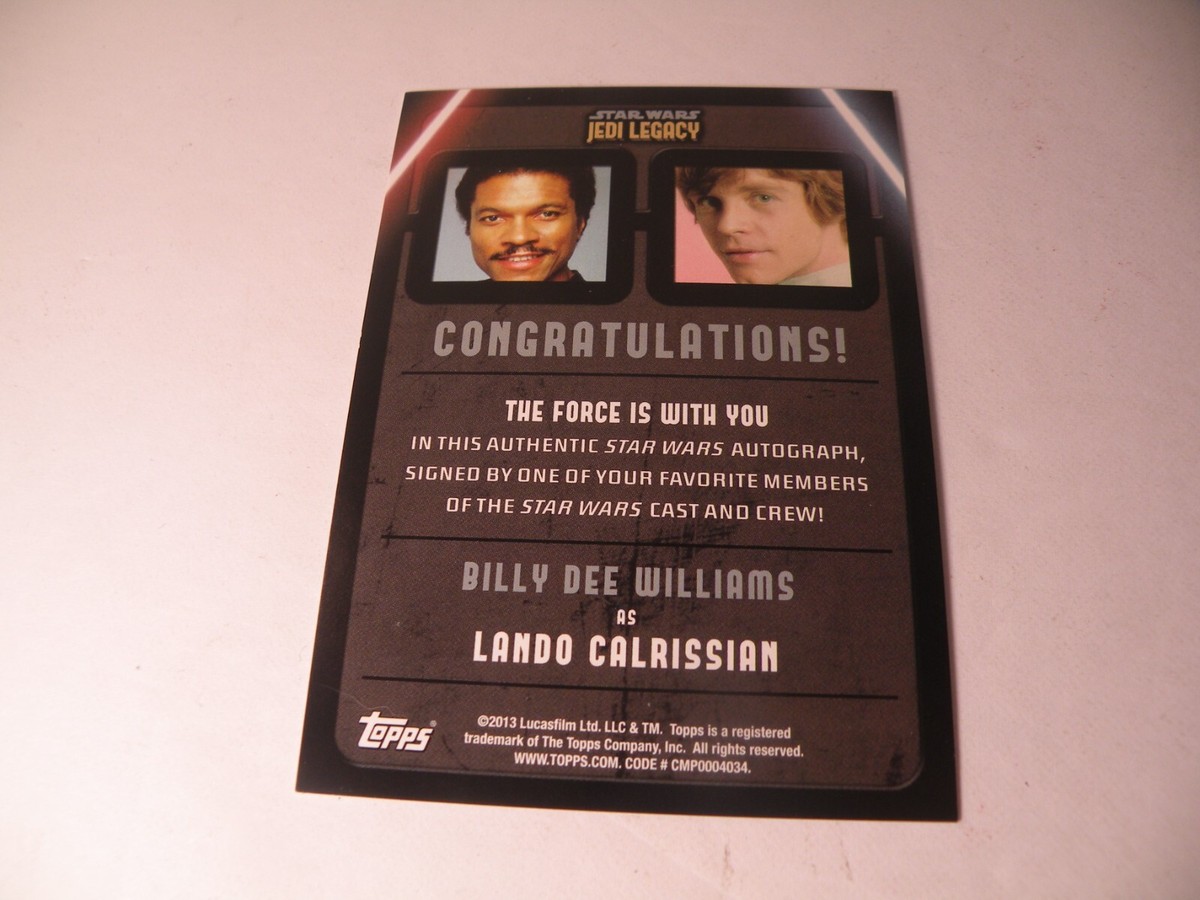 STAR WARS
JEDI LEGACY
CONGRATULATIONS!
THE FORCE IS WITH YOU
IN THIS AUTHENTIC STAR WARS AUTOGRAPH,
SIGNED BY ONE OF YOUR FAVORITE MEMBERS
OF THE STAR WARS CAST AND CREW!
BILLY DEE WILLIAMS
AS
LANDO CALRISSIAN
Topps®
©2013 Lucasfilm Ltd. LLC & TM. Topps is a registered
trademark of The Topps Company, Inc. All rights reserved.
WWW.TOPPS.COM. CODE # CMP0004034.